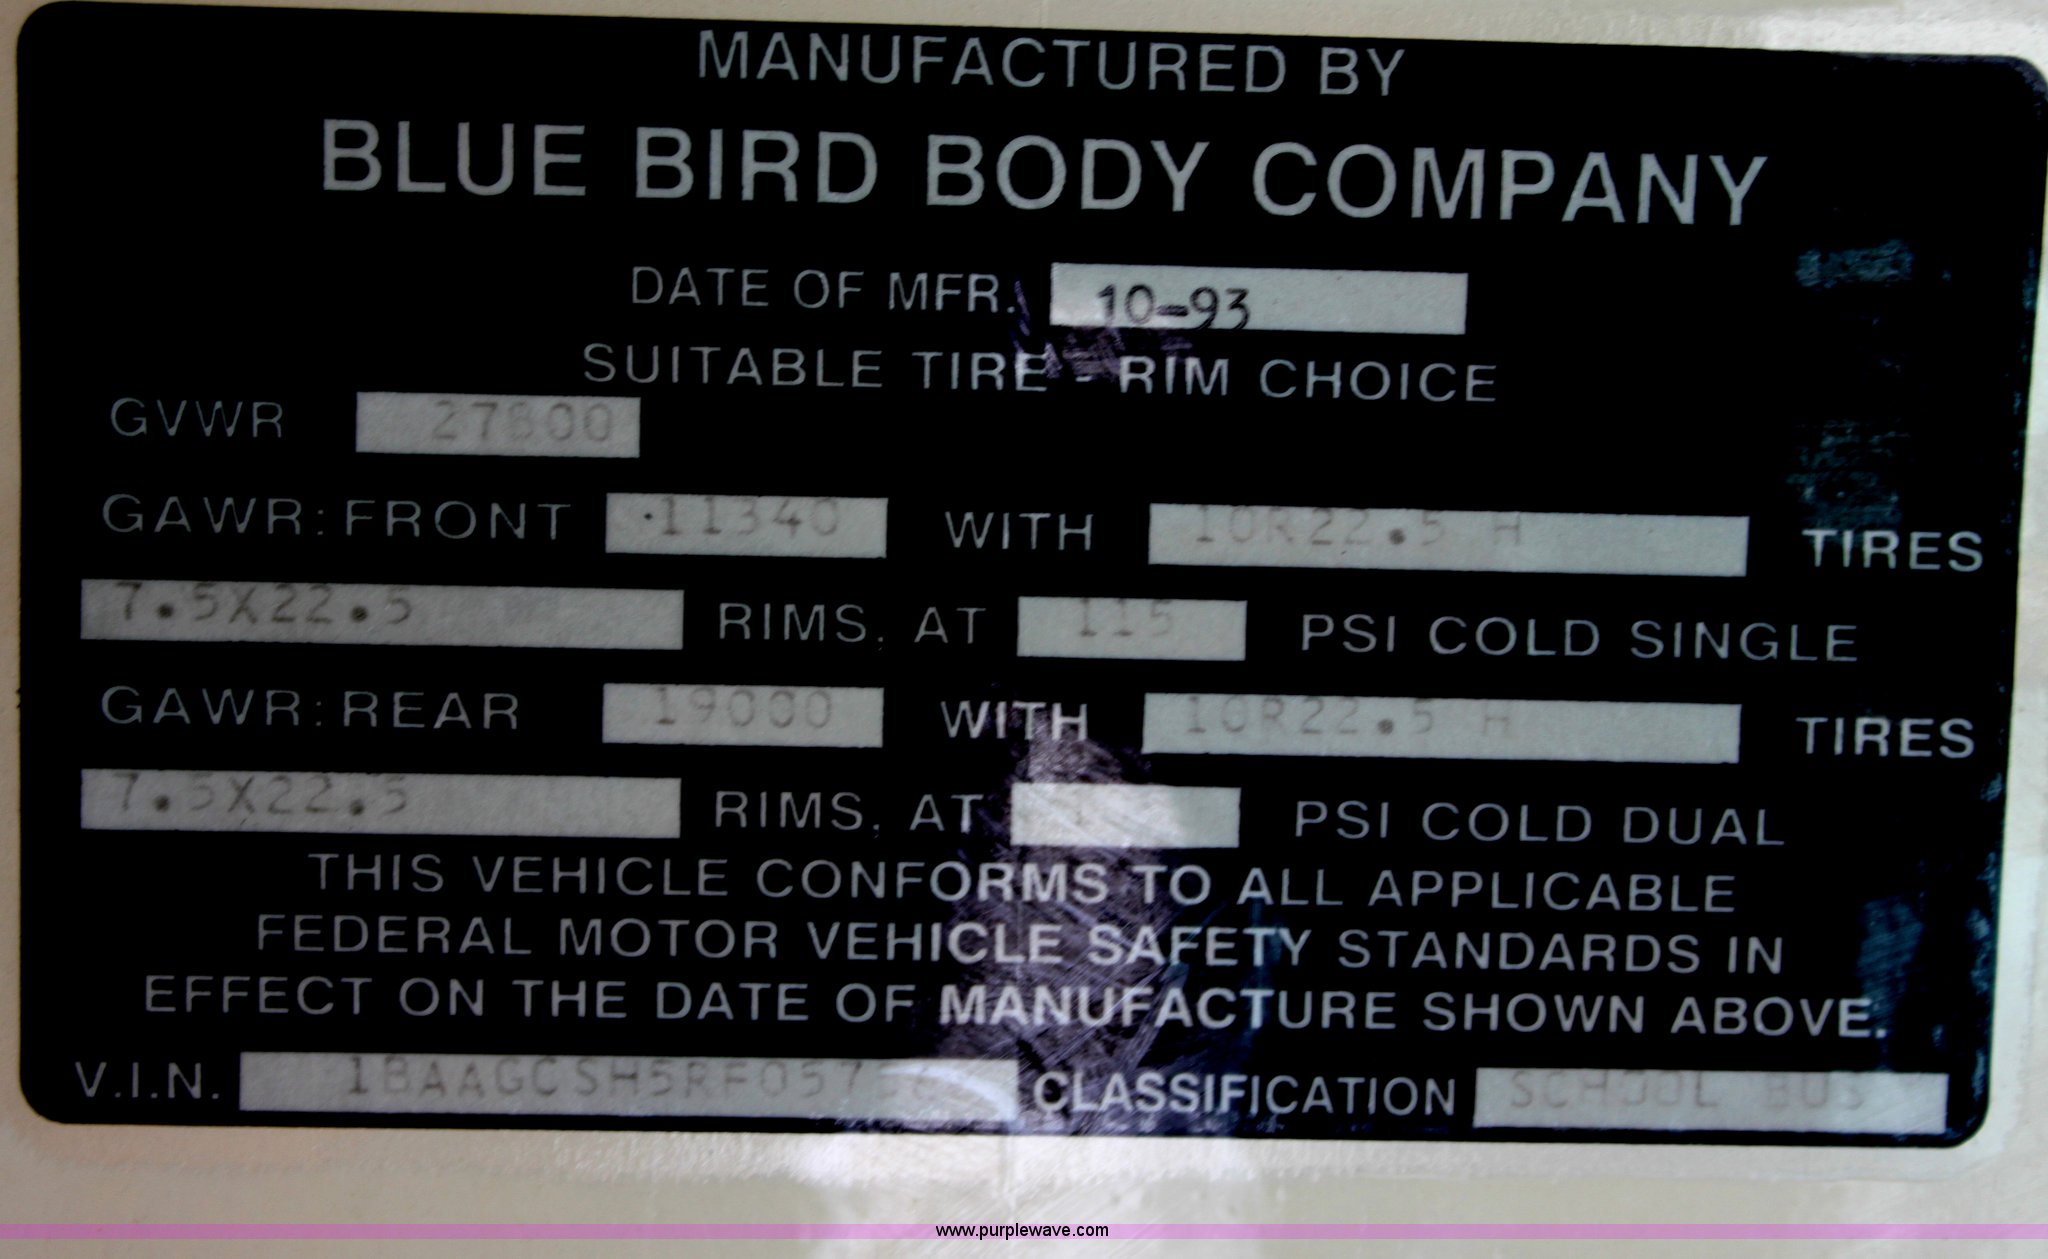 MANUFACTURED BY
BLUE BIRD BODY COMPANY
DATE OF MFR. 10-93
SUITABLE TIRE - RIM CHOICE
GVWR 27800
GAWR: FRONT 11340 WITH 10R22.5 H TIRES
7.5X22.5 RIMS, AT 115 PSI COLD SINGLE
GAWR: REAR 19000 WITH 10R22.5 H TIRES
7.5X22.5 RIMS, AT PSI COLD DUAL
THIS VEHICLE CONFORMS TO ALL APPLICABLE
FEDERAL MOTOR VEHICLE SAFETY STANDARDS IN
EFFECT ON THE DATE OF MANUFACTURE SHOWN ABOVE.
V.I.N. CLASSIFICATION SCHOOL BUS
www.purplewave.com